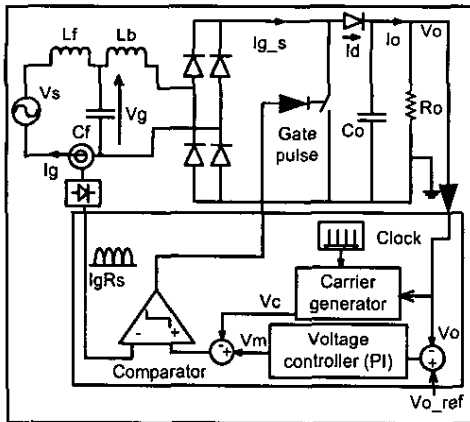 Lf
Lb
Ig_s
Id
Io
Vo
Vs
Cf
Vg
Ig
Gate
pulse
Co
Ro
IgRs
Clock
Carrier
generator
Vc
Vo
Voltage
controller (PI)
Vm
Comparator
-
+
-
+
-
+
Vo_ref